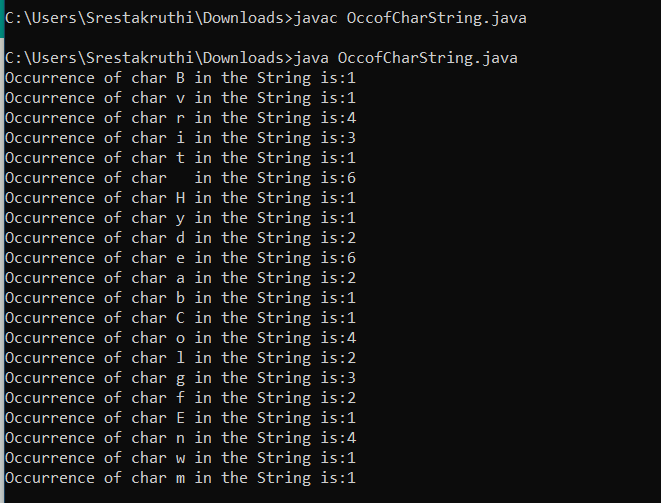 C:\Users\Srestakruthi\Downloads>javac OccofCharString.java
C:\Users\Srestakruthi\Downloads>java OccofCharString.java
Occurrence of char B in the String is:1
Occurrence of char v in the String is:1
Occurrence of char r in the String is:4
Occurrence of char i in the String is:3
Occurrence of char t in the String is:1
Occurrence of char   in the String is:6
Occurrence of char H in the String is:1
Occurrence of char y in the String is:1
Occurrence of char d in the String is:2
Occurrence of char e in the String is:6
Occurrence of char a in the String is:2
Occurrence of char b in the String is:1
Occurrence of char C in the String is:1
Occurrence of char o in the String is:4
Occurrence of char l in the String is:2
Occurrence of char g in the String is:3
Occurrence of char f in the String is:2
Occurrence of char E in the String is:1
Occurrence of char n in the String is:4
Occurrence of char w in the String is:1
Occurrence of char m in the String is:1